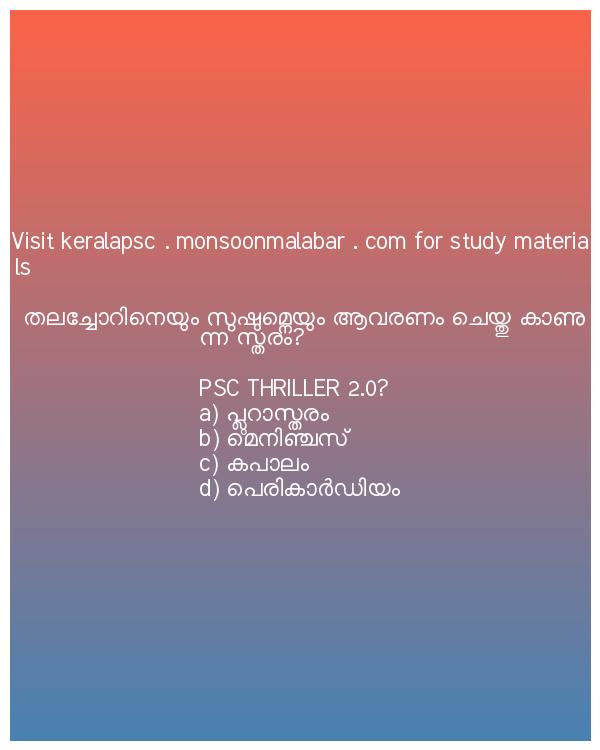 Visit keralapsc . monsoonmalabar . com for study materia
ls
തലച്ചോറിനെയും സുഷുമ്നെയും ആവരണം ചെയ്തു കാണു
ന്ന സ്തരം?
PSC THRILLER 2.0?
a) പ്ലൂറാസ്തരം
b) മെനിഞ്ചസ്
c) കപാലം
d) പെരികാർഡിയം